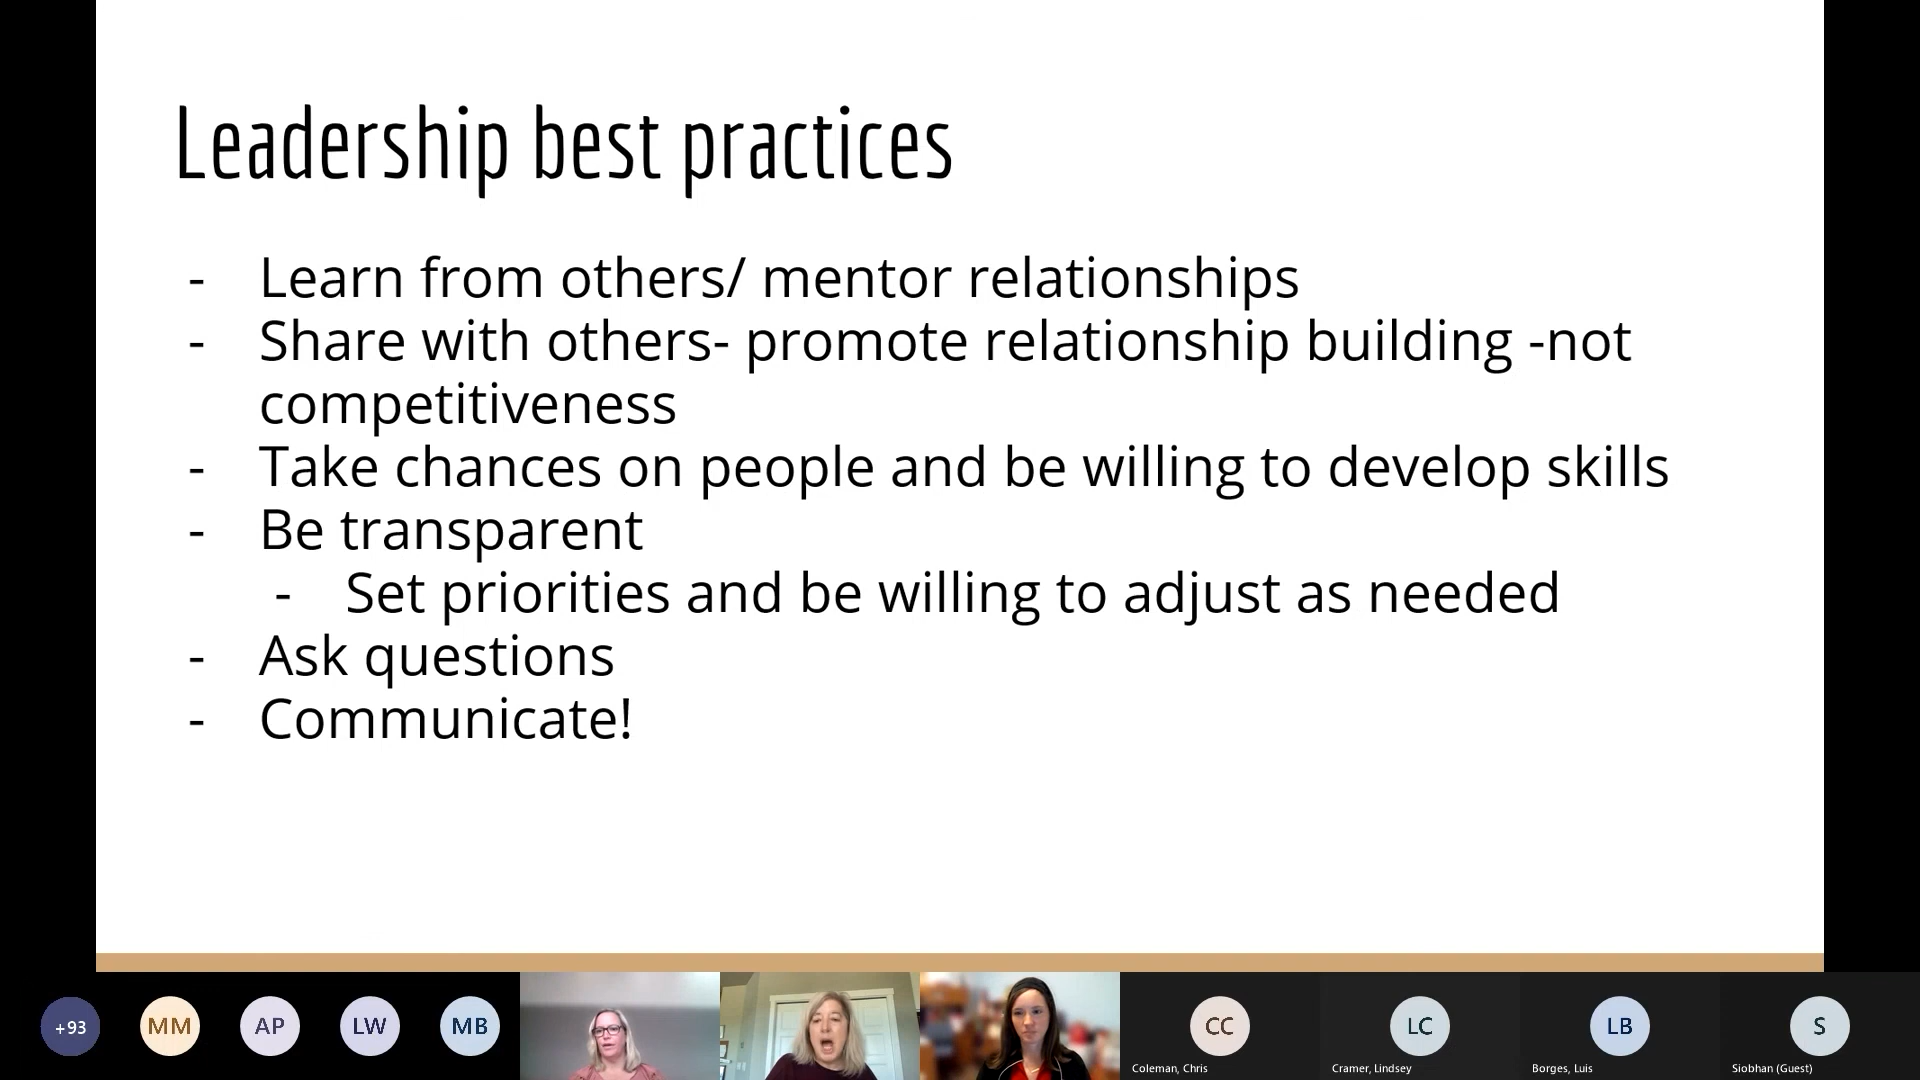 Leadership best practices
- Learn from others/ mentor relationships
- Share with others- promote relationship building -not
competitiveness
- Take chances on people and be willing to develop skills
- Be transparent
- Set priorities and be willing to adjust as needed
- Ask questions
- Communicate!
+93 MM AP LW MB CC LC LB S
Coleman, Chris Cramer, Lindsey Borges, Luis Siobhan (Guest)